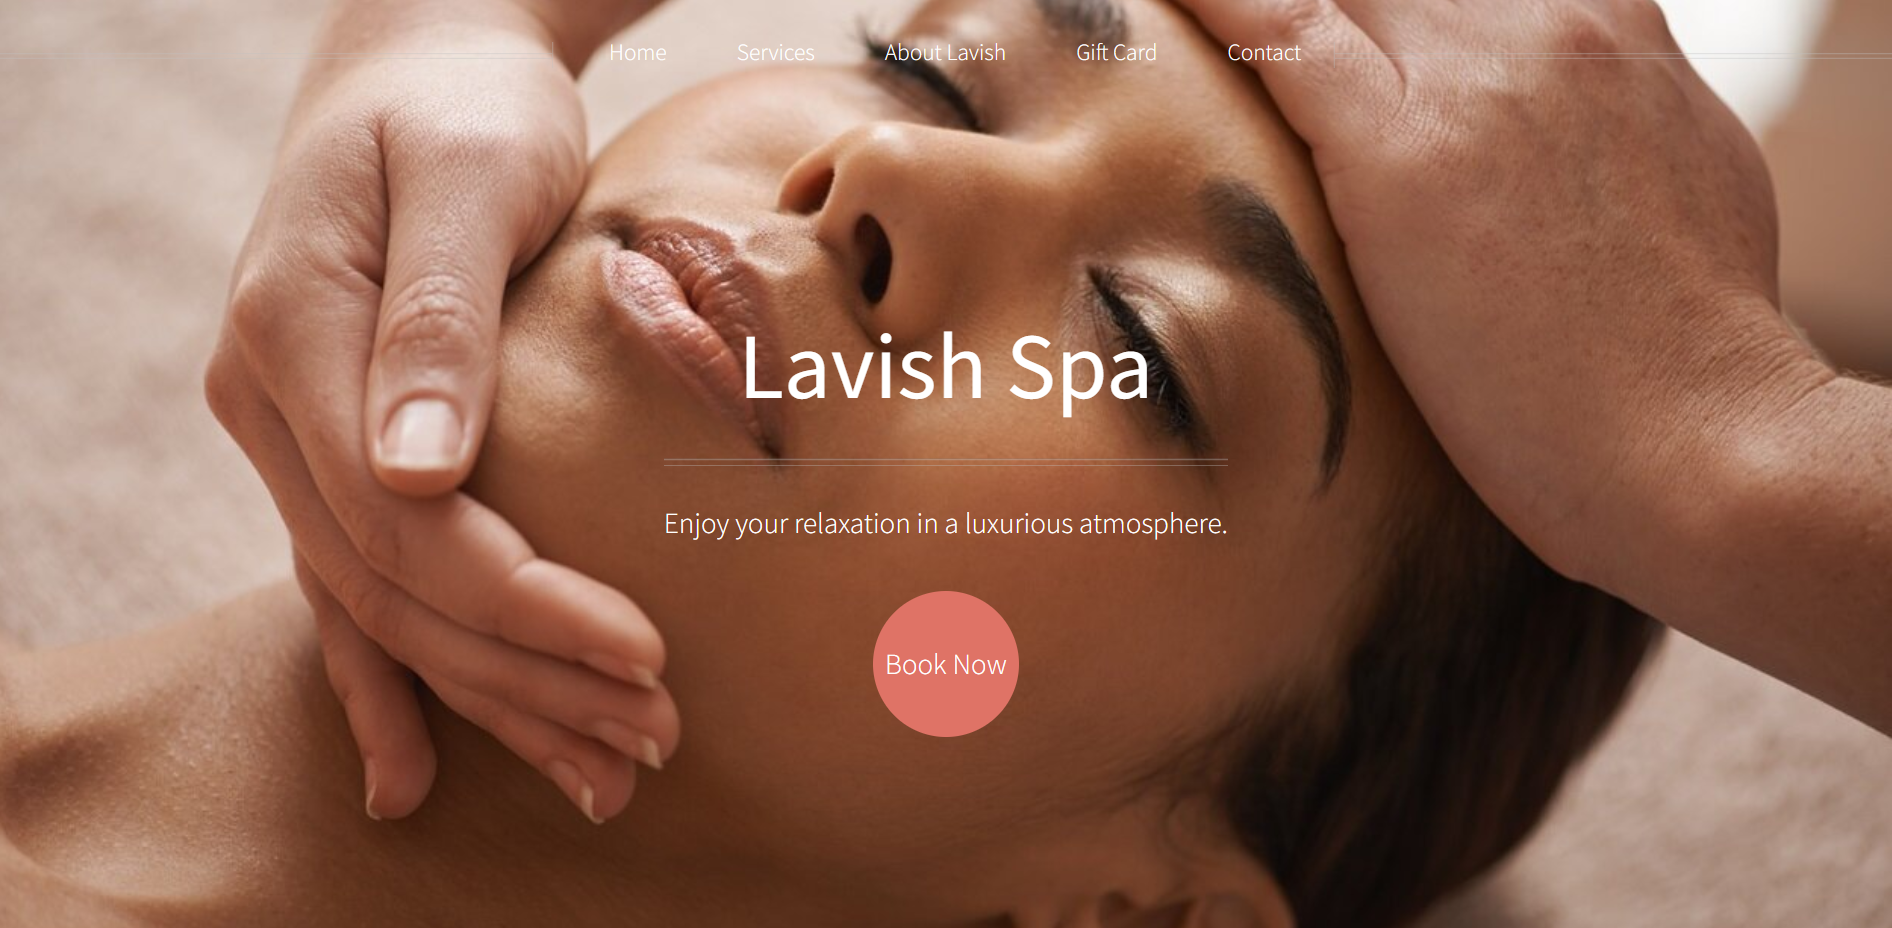 Home Services About Lavish Gift Card Contact
Lavish Spa
Enjoy your relaxation in a luxurious atmosphere.
Book Now